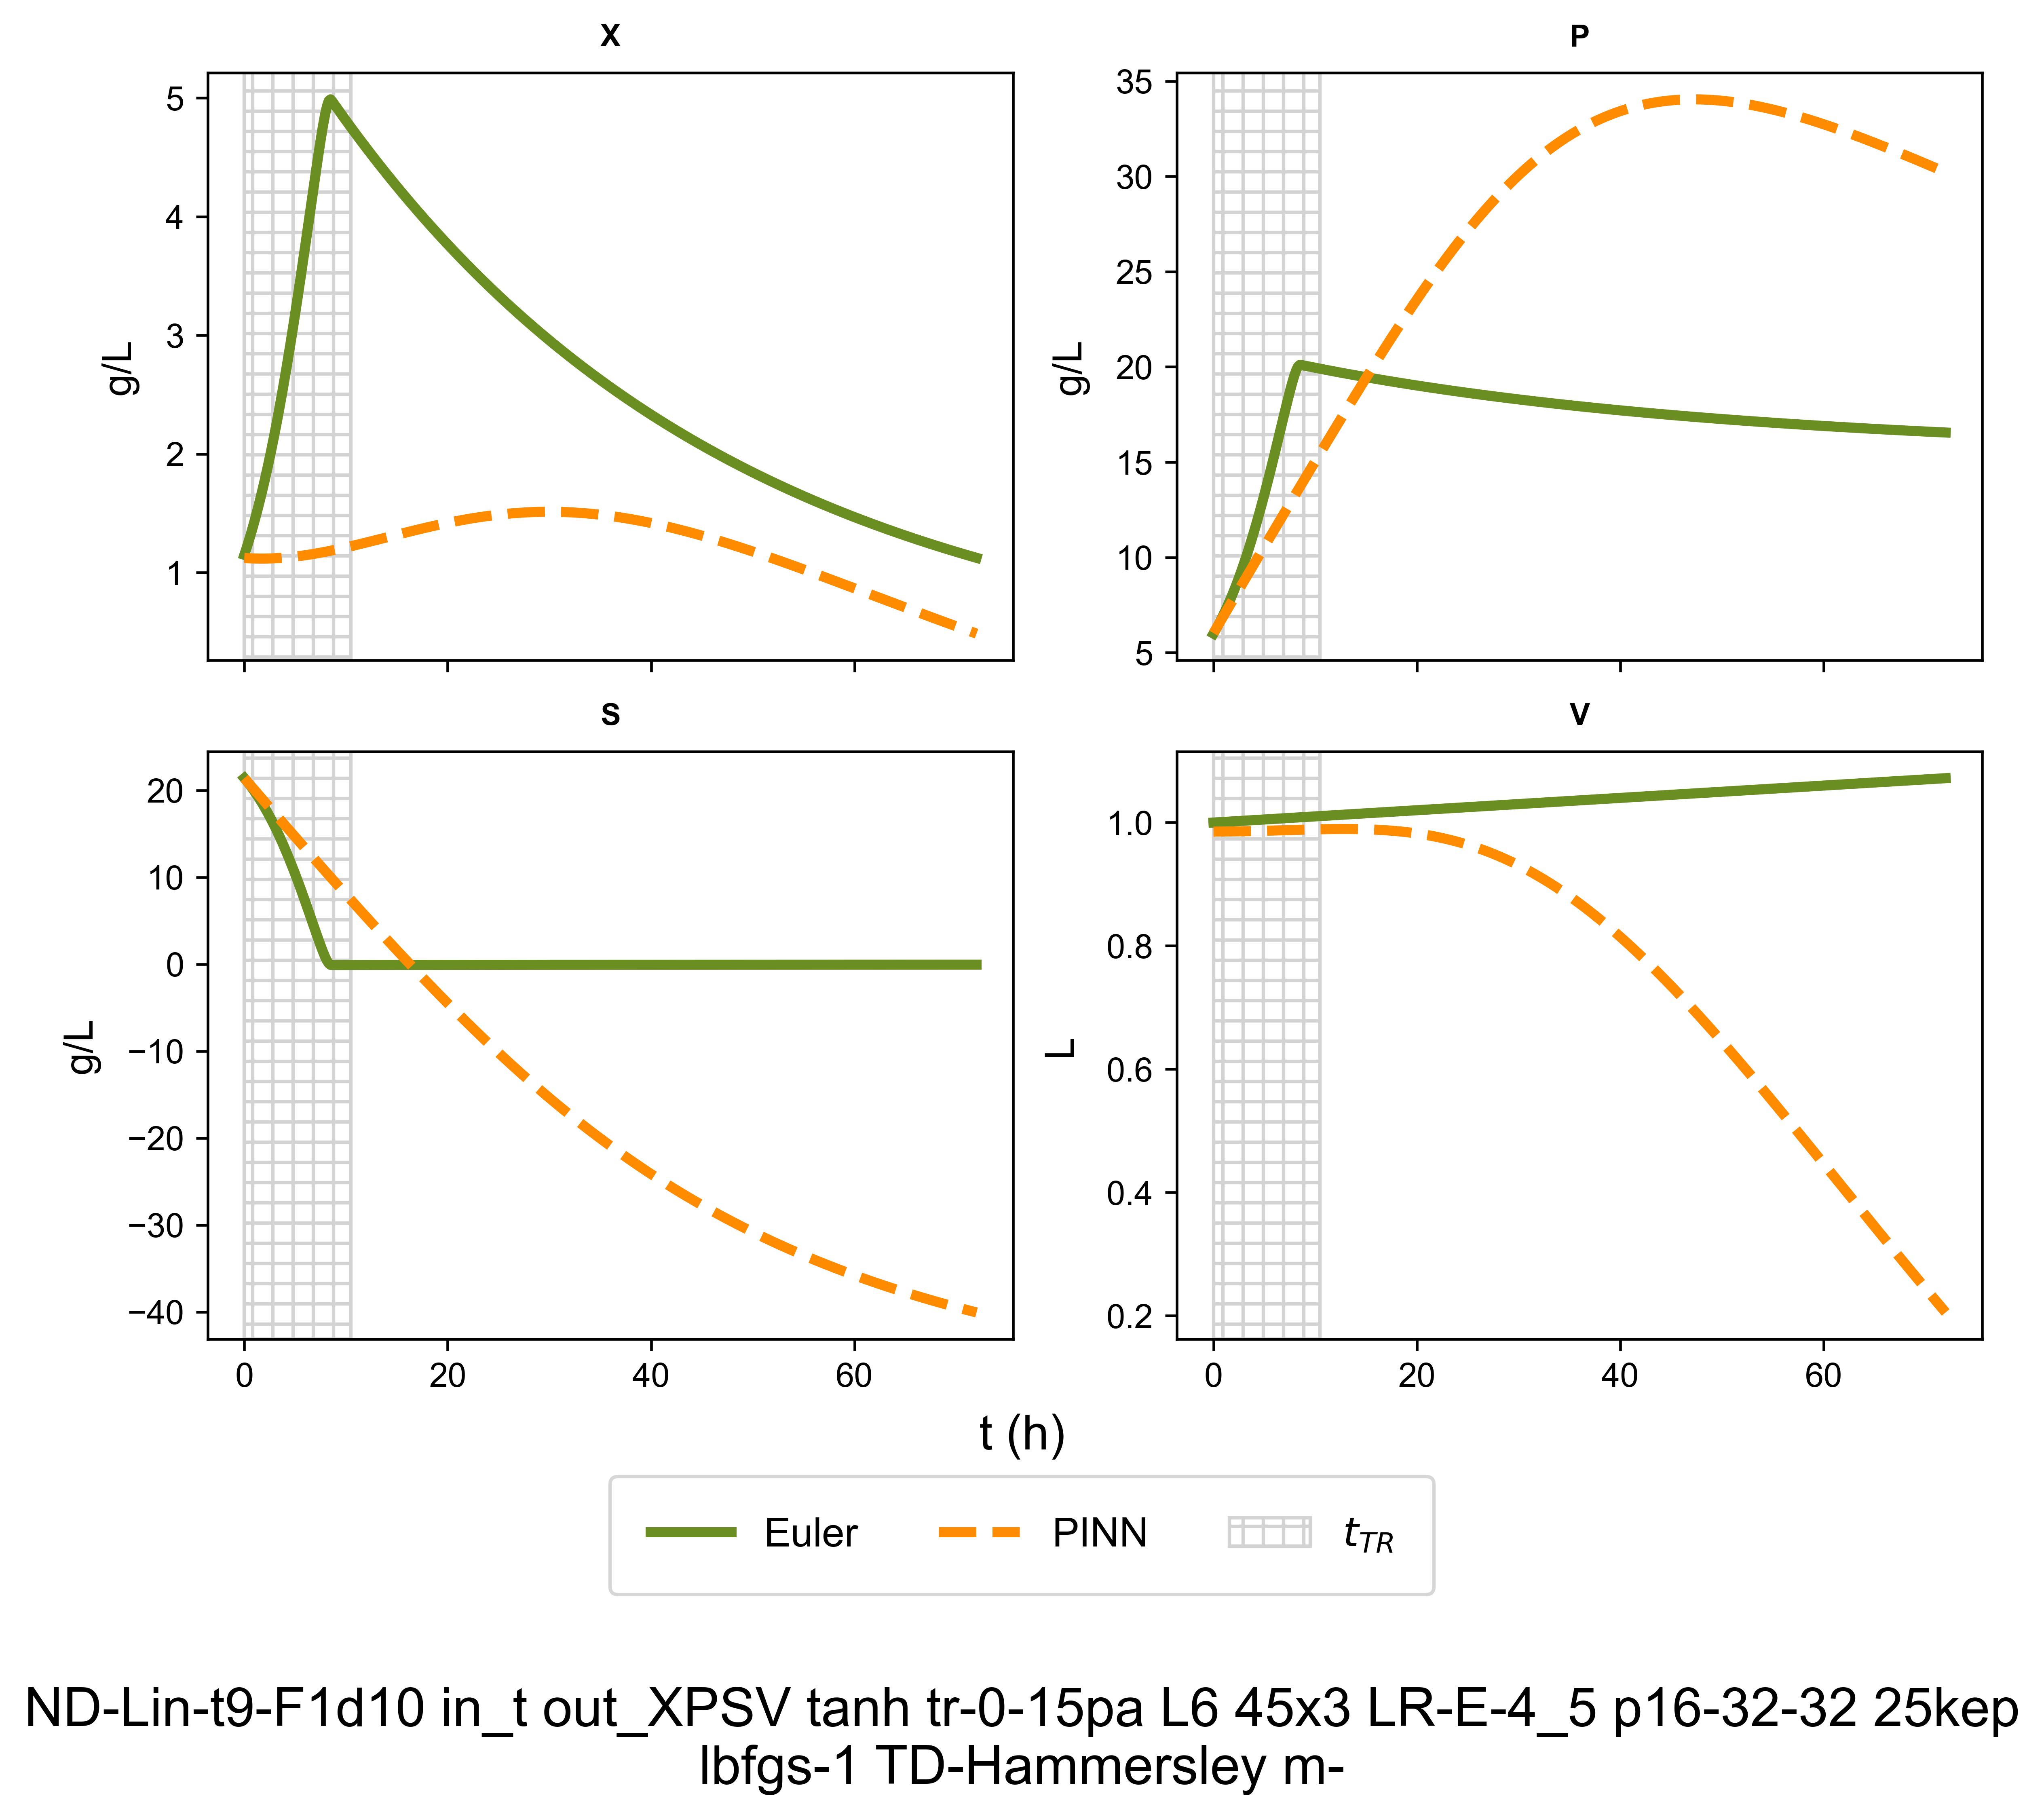 X
P
5
4
3
2
1
g/L
35
30
25
20
15
10
5
g/L
S
V
20
10
0
−10
−20
−30
−40
g/L
0
20
40
60
1.0
0.8
0.6
0.4
0.2
L
0
20
40
60
t (h)
Euler
PINN
t_{TR}
ND-Lin-t9-F1d10 in_t out_XPSV tanh tr-0-15pa L6 45x3 LR-E-4_5 p16-32-32 25kep
lbfgs-1 TD-Hammersley m-